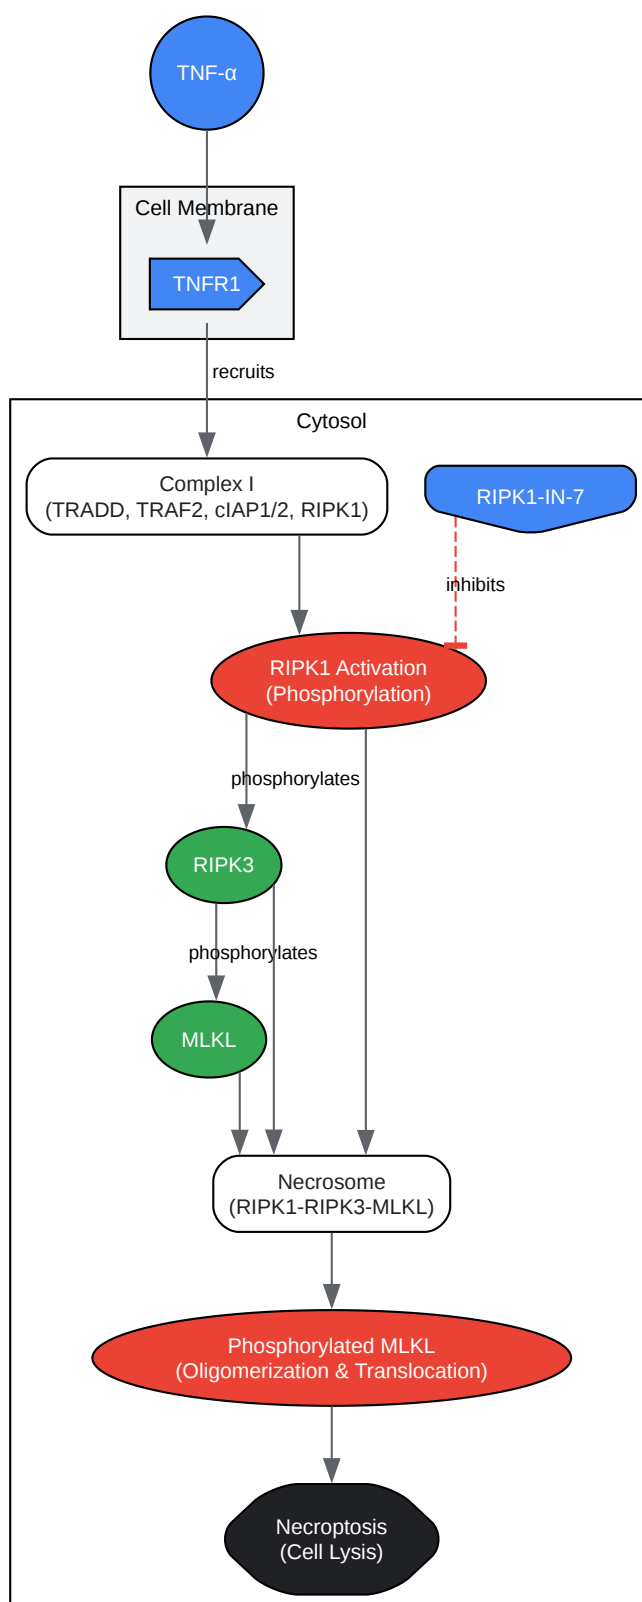 TNF-α
Cell Membrane
TNFR1
recruits
Cytosol
Complex I
(TRADD, TRAF2, cIAP1/2, RIPK1)
RIPK1-IN-7
inhibits
RIPK1 Activation
(Phosphorylation)
phosphorylates
RIPK3
phosphorylates
MLKL
Necrosome
(RIPK1-RIPK3-MLKL)
Phosphorylated MLKL
(Oligomerization & Translocation)
Necroptosis
(Cell Lysis)